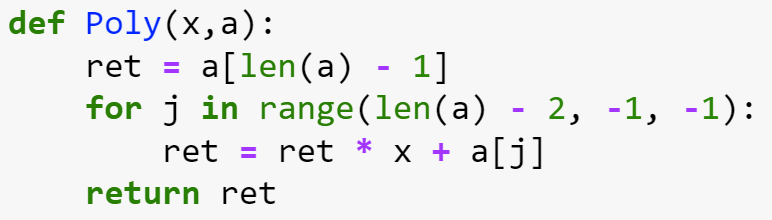 def Poly(x,a):
    ret = a[len(a) - 1]
    for j in range(len(a) - 2, -1, -1):
        ret = ret * x + a[j]
    return ret